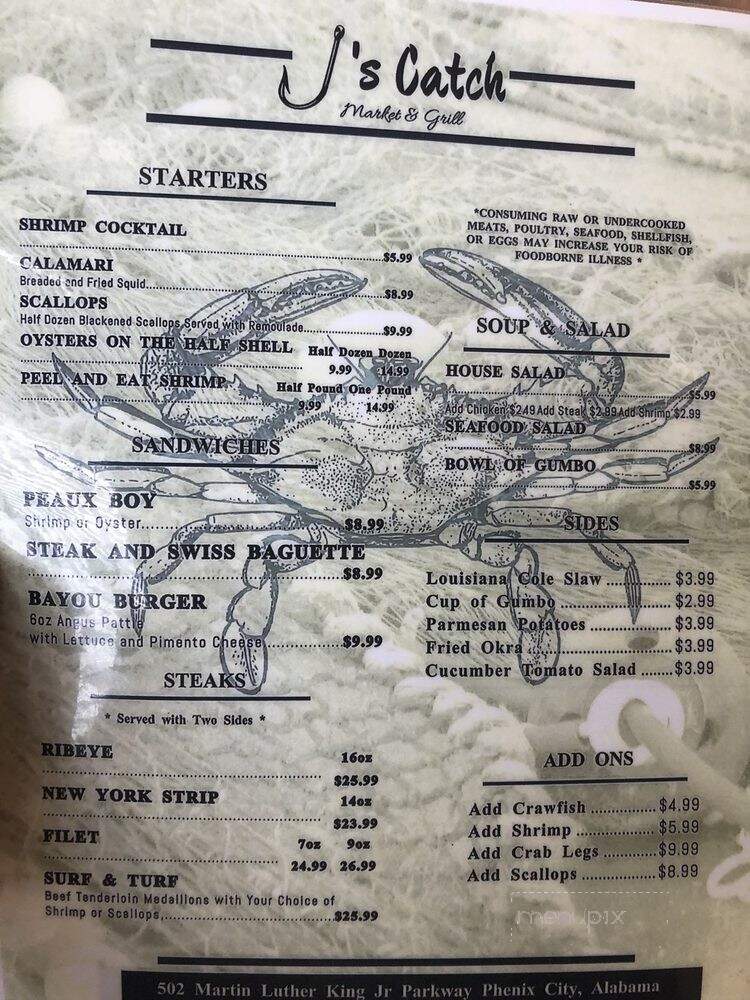 J's Catch
Market & Grill
STARTERS
SHRIMP COCKTAIL
$5.99
CALAMARI
Breaded and Fried Squid $8.99
SCALLOPS
Half Dozen Blackened Scallops Served with Remoulade $9.99
OYSTERS ON THE HALF SHELL Half Dozen Dozen
9.99 14.99
PEEL AND EAT SHRIMP Half Pound One Pound
9.99 14.99
SANDWICHES
PEAUX BOY
Shrimp or Oyster $8.99
STEAK AND SWISS BAGUETTE
$8.99
BAYOU BURGER
6oz Angus Pattie
with Lettuce and Pimento Cheese $9.99
STEAKS
* Served with Two Sides *
RIBEYE 16oz
$25.99
NEW YORK STRIP 14oz
$23.99
FILET 7oz 9oz
24.99 26.99
SURF & TURF
Beef Tenderloin Medallions with Your Choice of
Shrimp or Scallops, $25.99
*CONSUMING RAW OR UNDERCOOKED
MEATS, POULTRY, SEAFOOD, SHELLFISH,
OR EGGS MAY INCREASE YOUR RISK OF
FOODBORNE ILLNESS *
SOUP & SALAD
HOUSE SALAD
$5.99
Add Chicken $2.49 Add Steak $2.99 Add Shrimp $2.99
SEAFOOD SALAD
$8.99
BOWL OF GUMBO
$5.99
SIDES
Louisiana Cole Slaw $3.99
Cup of Gumbo $2.99
Parmesan Potatoes $3.99
Fried Okra $3.99
Cucumber Tomato Salad $3.99
ADD ONS
Add Crawfish $4.99
Add Shrimp $5.99
Add Crab Legs $9.99
Add Scallops $8.99
menupix
502 Martin Luther King Jr Parkway Phenix City, Alabama